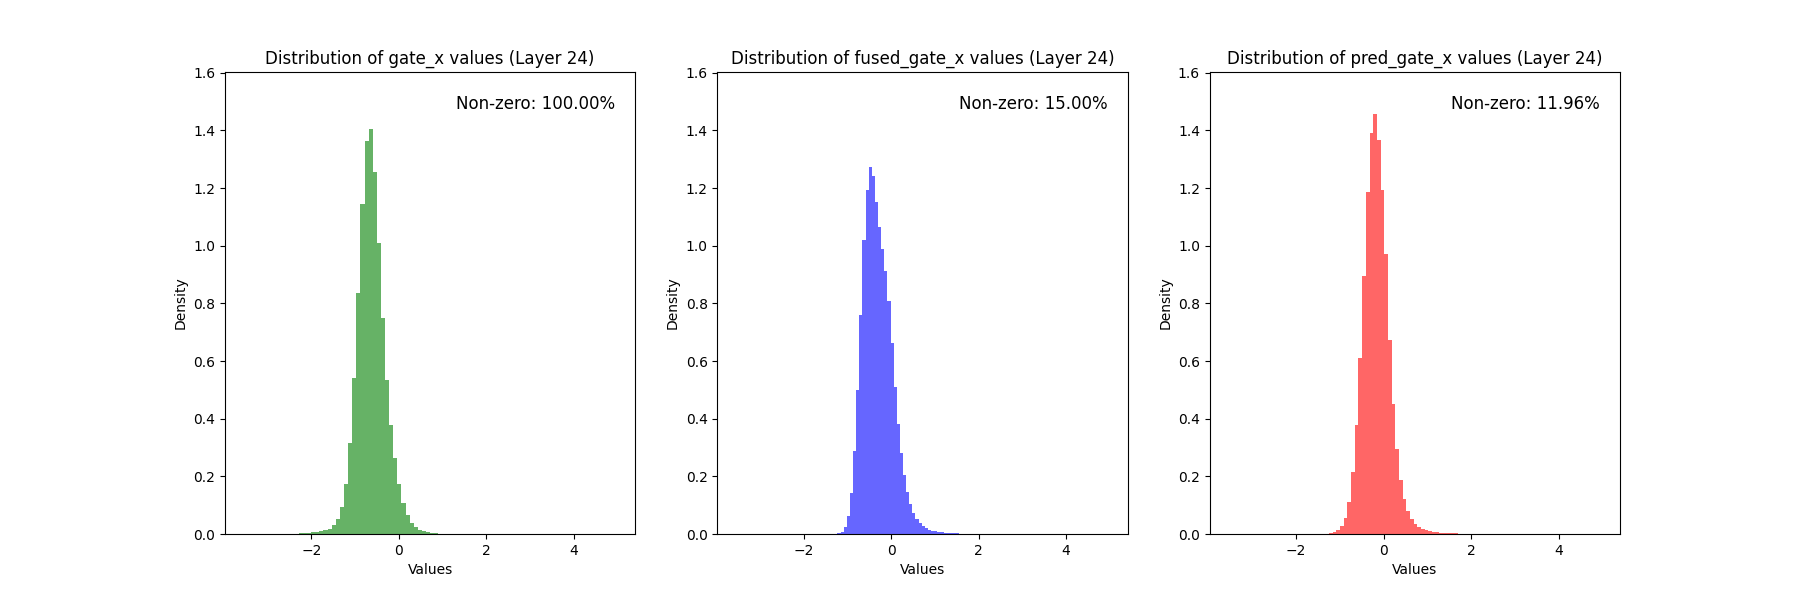 Distribution of gate_x values (Layer 24)
Non-zero: 100.00%
1.6
1.4
1.2
1.0
0.8
0.6
0.4
0.2
0.0
Density
−2 0 2 4
Values
Distribution of fused_gate_x values (Layer 24)
Non-zero: 15.00%
1.6
1.4
1.2
1.0
0.8
0.6
0.4
0.2
0.0
Density
−2 0 2 4
Values
Distribution of pred_gate_x values (Layer 24)
Non-zero: 11.96%
1.6
1.4
1.2
1.0
0.8
0.6
0.4
0.2
0.0
Density
−2 0 2 4
Values